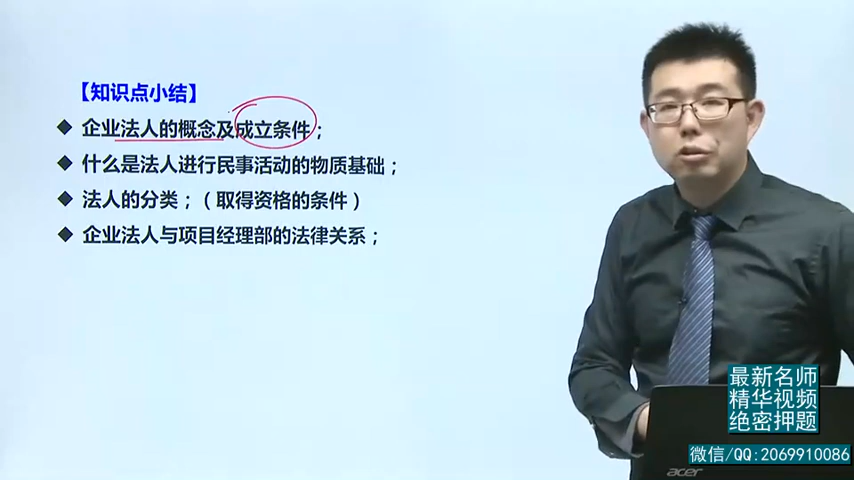 【知识点小结】
◆ 企业法人的概念及成立条件；
◆ 什么是法人进行民事活动的物质基础；
◆ 法人的分类；（取得资格的条件）
◆ 企业法人与项目经理部的法律关系；
最新名师
精华视频
绝密押题
微信/QQ:2069910086
acer